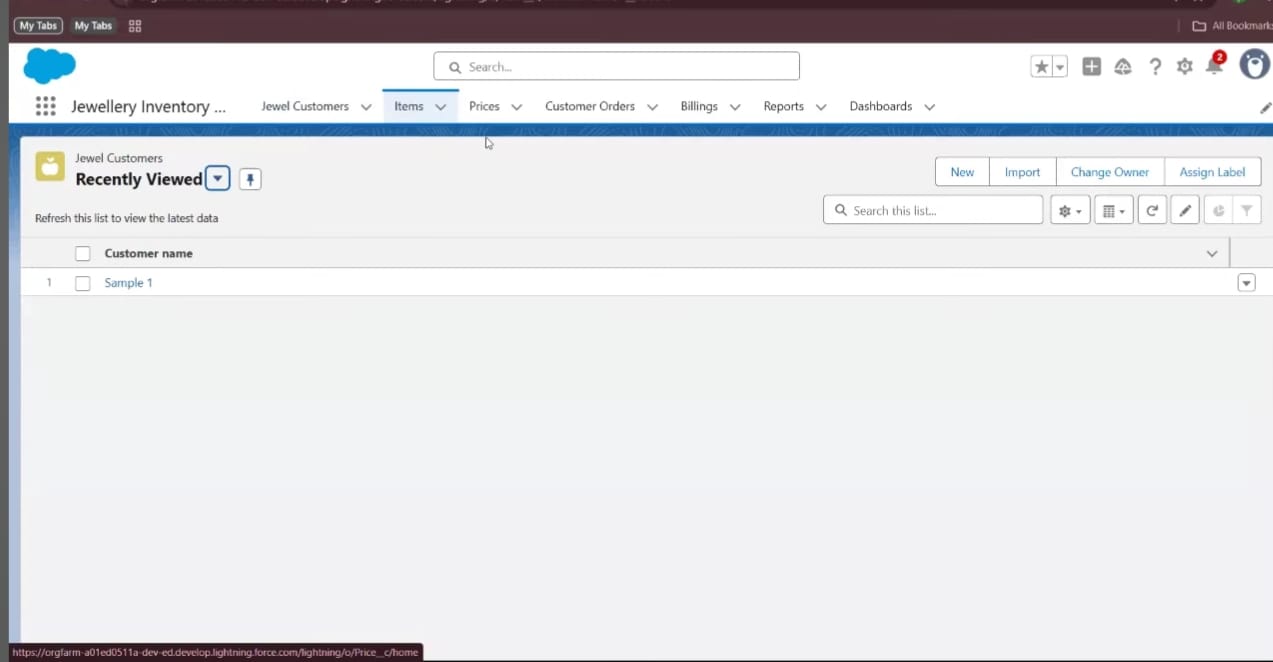 My Tabs My Tabs All Bookmarks
Search...
2
Jewellery Inventory ... Jewel Customers Items Prices Customer Orders Billings Reports Dashboards
Jewel Customers
Recently Viewed
New Import Change Owner Assign Label
Refresh this list to view the latest data
Search this list...
Customer name
1 Sample 1
https://orgfarm-a01ed0511a-dev-ed.develop.lightning.force.com/lightning/o/Price__c/home